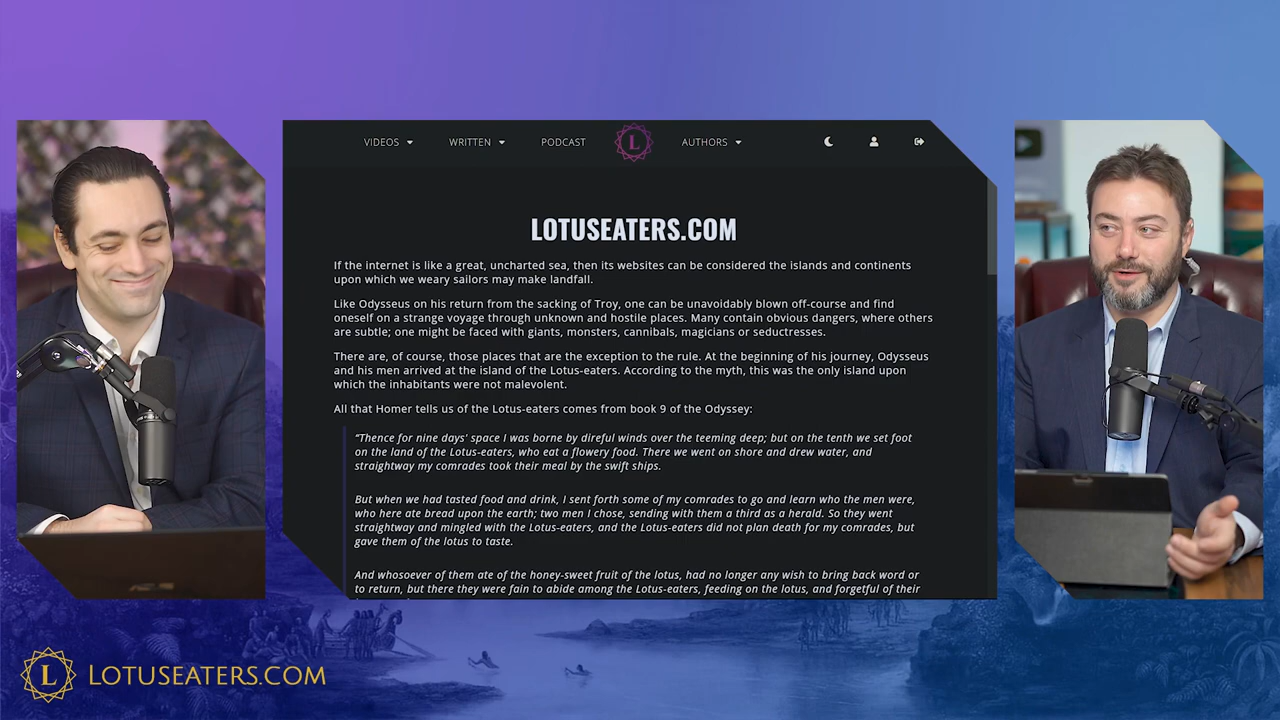 VIDEOS WRITTEN PODCAST L AUTHORS
LOTUSEATERS.COM
If the internet is like a great, uncharted sea, then its websites can be considered the islands and continents
upon which we weary sailors may make landfall.
Like Odysseus on his return from the sacking of Troy, one can be unavoidably blown off-course and find
oneself on a strange voyage through unknown and hostile places. Many contain obvious dangers, where others
are subtle; one might be faced with giants, monsters, cannibals, magicians or seductresses.
There are, of course, those places that are the exception to the rule. At the beginning of his journey, Odysseus
and his men arrived at the island of the Lotus-eaters. According to the myth, this was the only island upon
which the inhabitants were not malevolent.
All that Homer tells us of the Lotus-eaters comes from book 9 of the Odyssey:
“Thence for nine days' space I was borne by direful winds over the teeming deep; but on the tenth we set foot
on the land of the Lotus-eaters, who eat a flowery food. There we went on shore and drew water, and
straightway my comrades took their meal by the swift ships.
But when we had tasted food and drink, I sent forth some of my comrades to go and learn who the men were,
who here ate bread upon the earth; two men I chose, sending with them a third as a herald. So they went
straightway and mingled with the Lotus-eaters, and the Lotus-eaters did not plan death for my comrades, but
gave them of the lotus to taste.
And whosoever of them ate of the honey-sweet fruit of the lotus, had no longer any wish to bring back word or
to return, but there they were fain to abide among the Lotus-eaters, feeding on the lotus, and forgetful of their
L LOTUSEATERS.COM